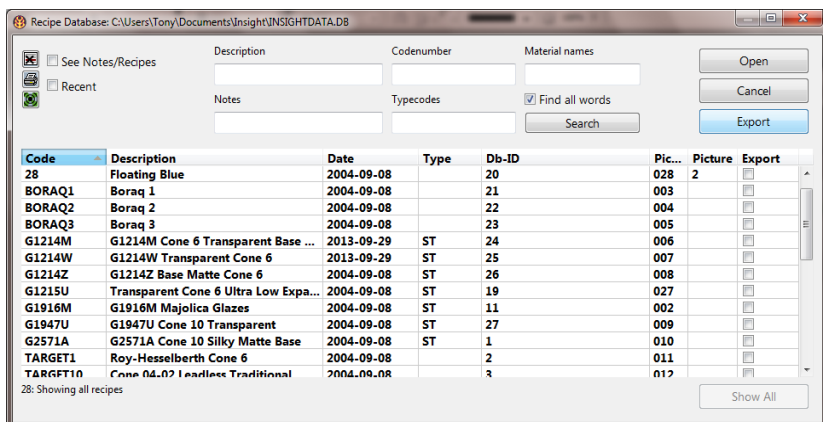 Recipe Database: C:\Users\Tony\Documents\Insight\INSIGHTDATA.DB
See Notes/Recipes
Recent
Description
Codenumber
Material names
Notes
Typecodes
Find all words
Search
Open
Cancel
Export
Code Description Date Type Db-ID Pic... Picture Export
28 Floating Blue 2004-09-08 20 028 2
BORAQ1 Boraq 1 2004-09-08 21 003
BORAQ2 Boraq 2 2004-09-08 22 004
BORAQ3 Boraq 3 2004-09-08 23 005
G1214M G1214M Cone 6 Transparent Base ... 2013-09-29 ST 24 006
G1214W G1214W Transparent Cone 6 2013-09-29 ST 25 007
G1214Z G1214Z Base Matte Cone 6 2004-09-08 ST 26 008
G1215U Transparent Cone 6 Ultra Low Expa... 2004-09-08 ST 19 027
G1916M G1916M Majolica Glazes 2004-09-08 ST 11 002
G1947U G1947U Cone 10 Transparent 2004-09-08 ST 27 009
G2571A G2571A Cone 10 Silky Matte Base 2004-09-08 ST 1 010
TARGET1 Roy-Hesselberth Cone 6 2004-09-08 2 011
TARGET10 Cone 04-02 Leadless Traditional 2004-09-08 3 012
28: Showing all recipes
Show All